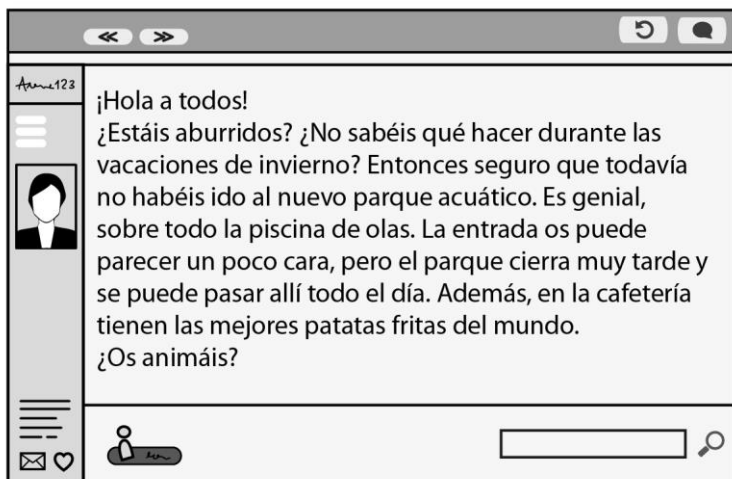 ¡Hola a todos!
¿Estáis aburridos? ¿No sabéis qué hacer durante las
vacaciones de invierno? Entonces seguro que todavía
no habéis ido al nuevo parque acuático. Es genial,
sobre todo la piscina de olas. La entrada os puede
parecer un poco cara, pero el parque cierra muy tarde y
se puede pasar allí todo el día. Además, en la cafetería
tienen las mejores patatas fritas del mundo.
¿Os animáis?